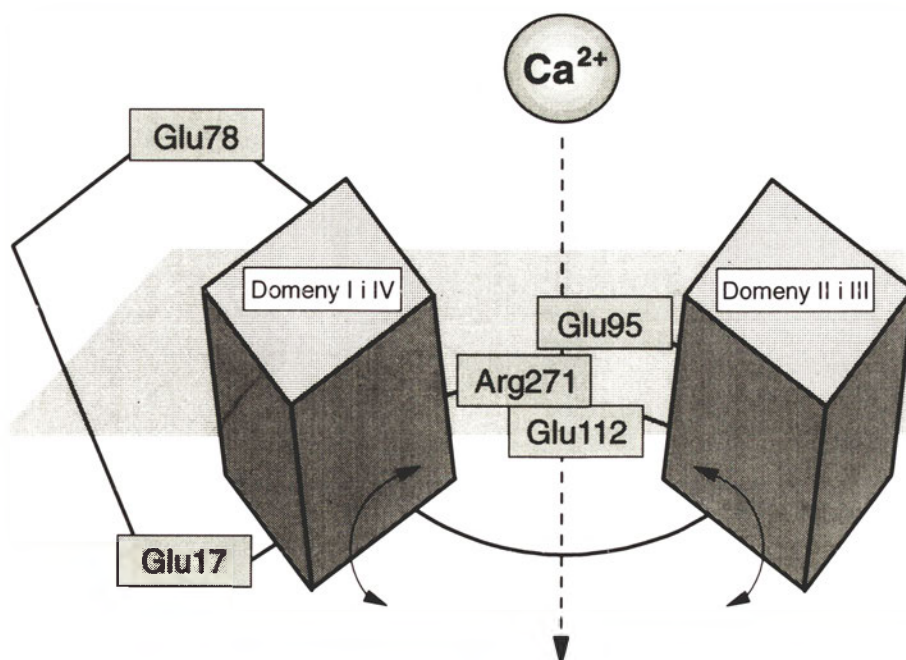 Ca²⁺
Glu78
Domeny I i IV
Domeny II i III
Glu95
Arg271
Glu112
Glu17